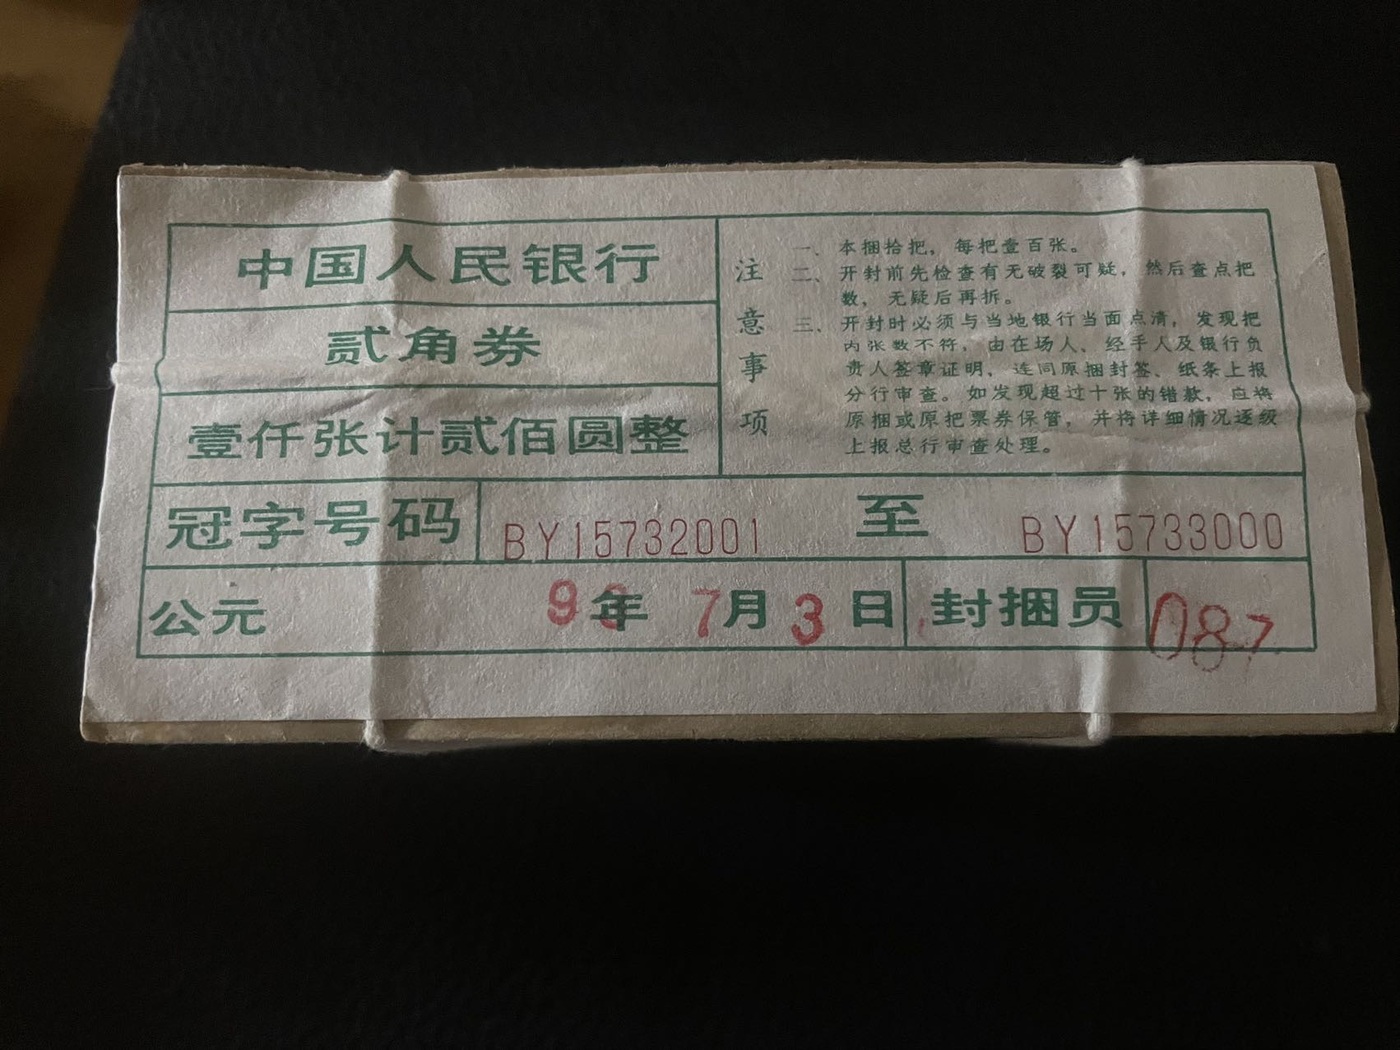 中国人民银行
贰角券
壹仟张计贰佰圆整
注意事项
一、本捆拾把，每把壹百张。
二、开封前先检查有无破裂可疑，然后查点把
数，无疑后再拆。
三、开封时必须与当地银行当面点清，发现把
内张数不符，由在场人、经手人及银行负
责人签章证明，连同原捆封签、纸条上报
分行审查。如发现超过十张的错款，应将
原捆或原把票券保管，并将详细情况逐级
上报总行审查处理。
冠字号码 BY15732001 至 BY15733000
公元 9 年 7月 3 日 封捆员 087